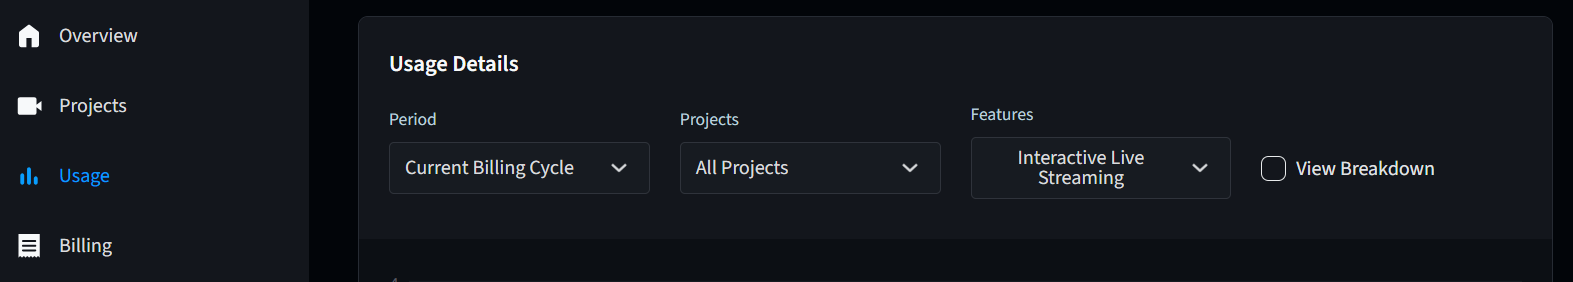 Overview
Projects
Usage
Billing
Usage Details
Period
Current Billing Cycle
Projects
All Projects
Features
Interactive Live
Streaming
View Breakdown